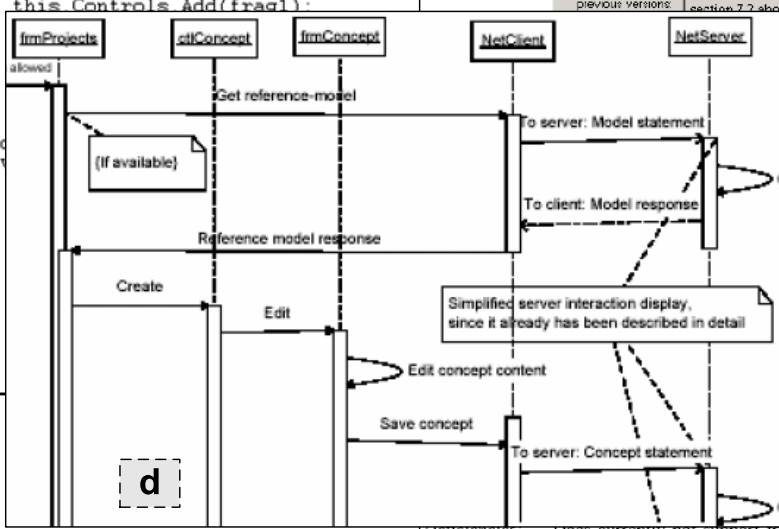 this.Controls.Add(frag1);
previous versions:
section 7.2
frmProjects
ctlConcept
frmConcept
NetClient
NetServer
allowed
Get reference-model
To server: Model statement
{If available}
To client: Model response
Reference model response
Create
Simplified server interaction display,
since it already has been described in detail
Edit
Edit concept content
Save concept
To server: Concept statement
d